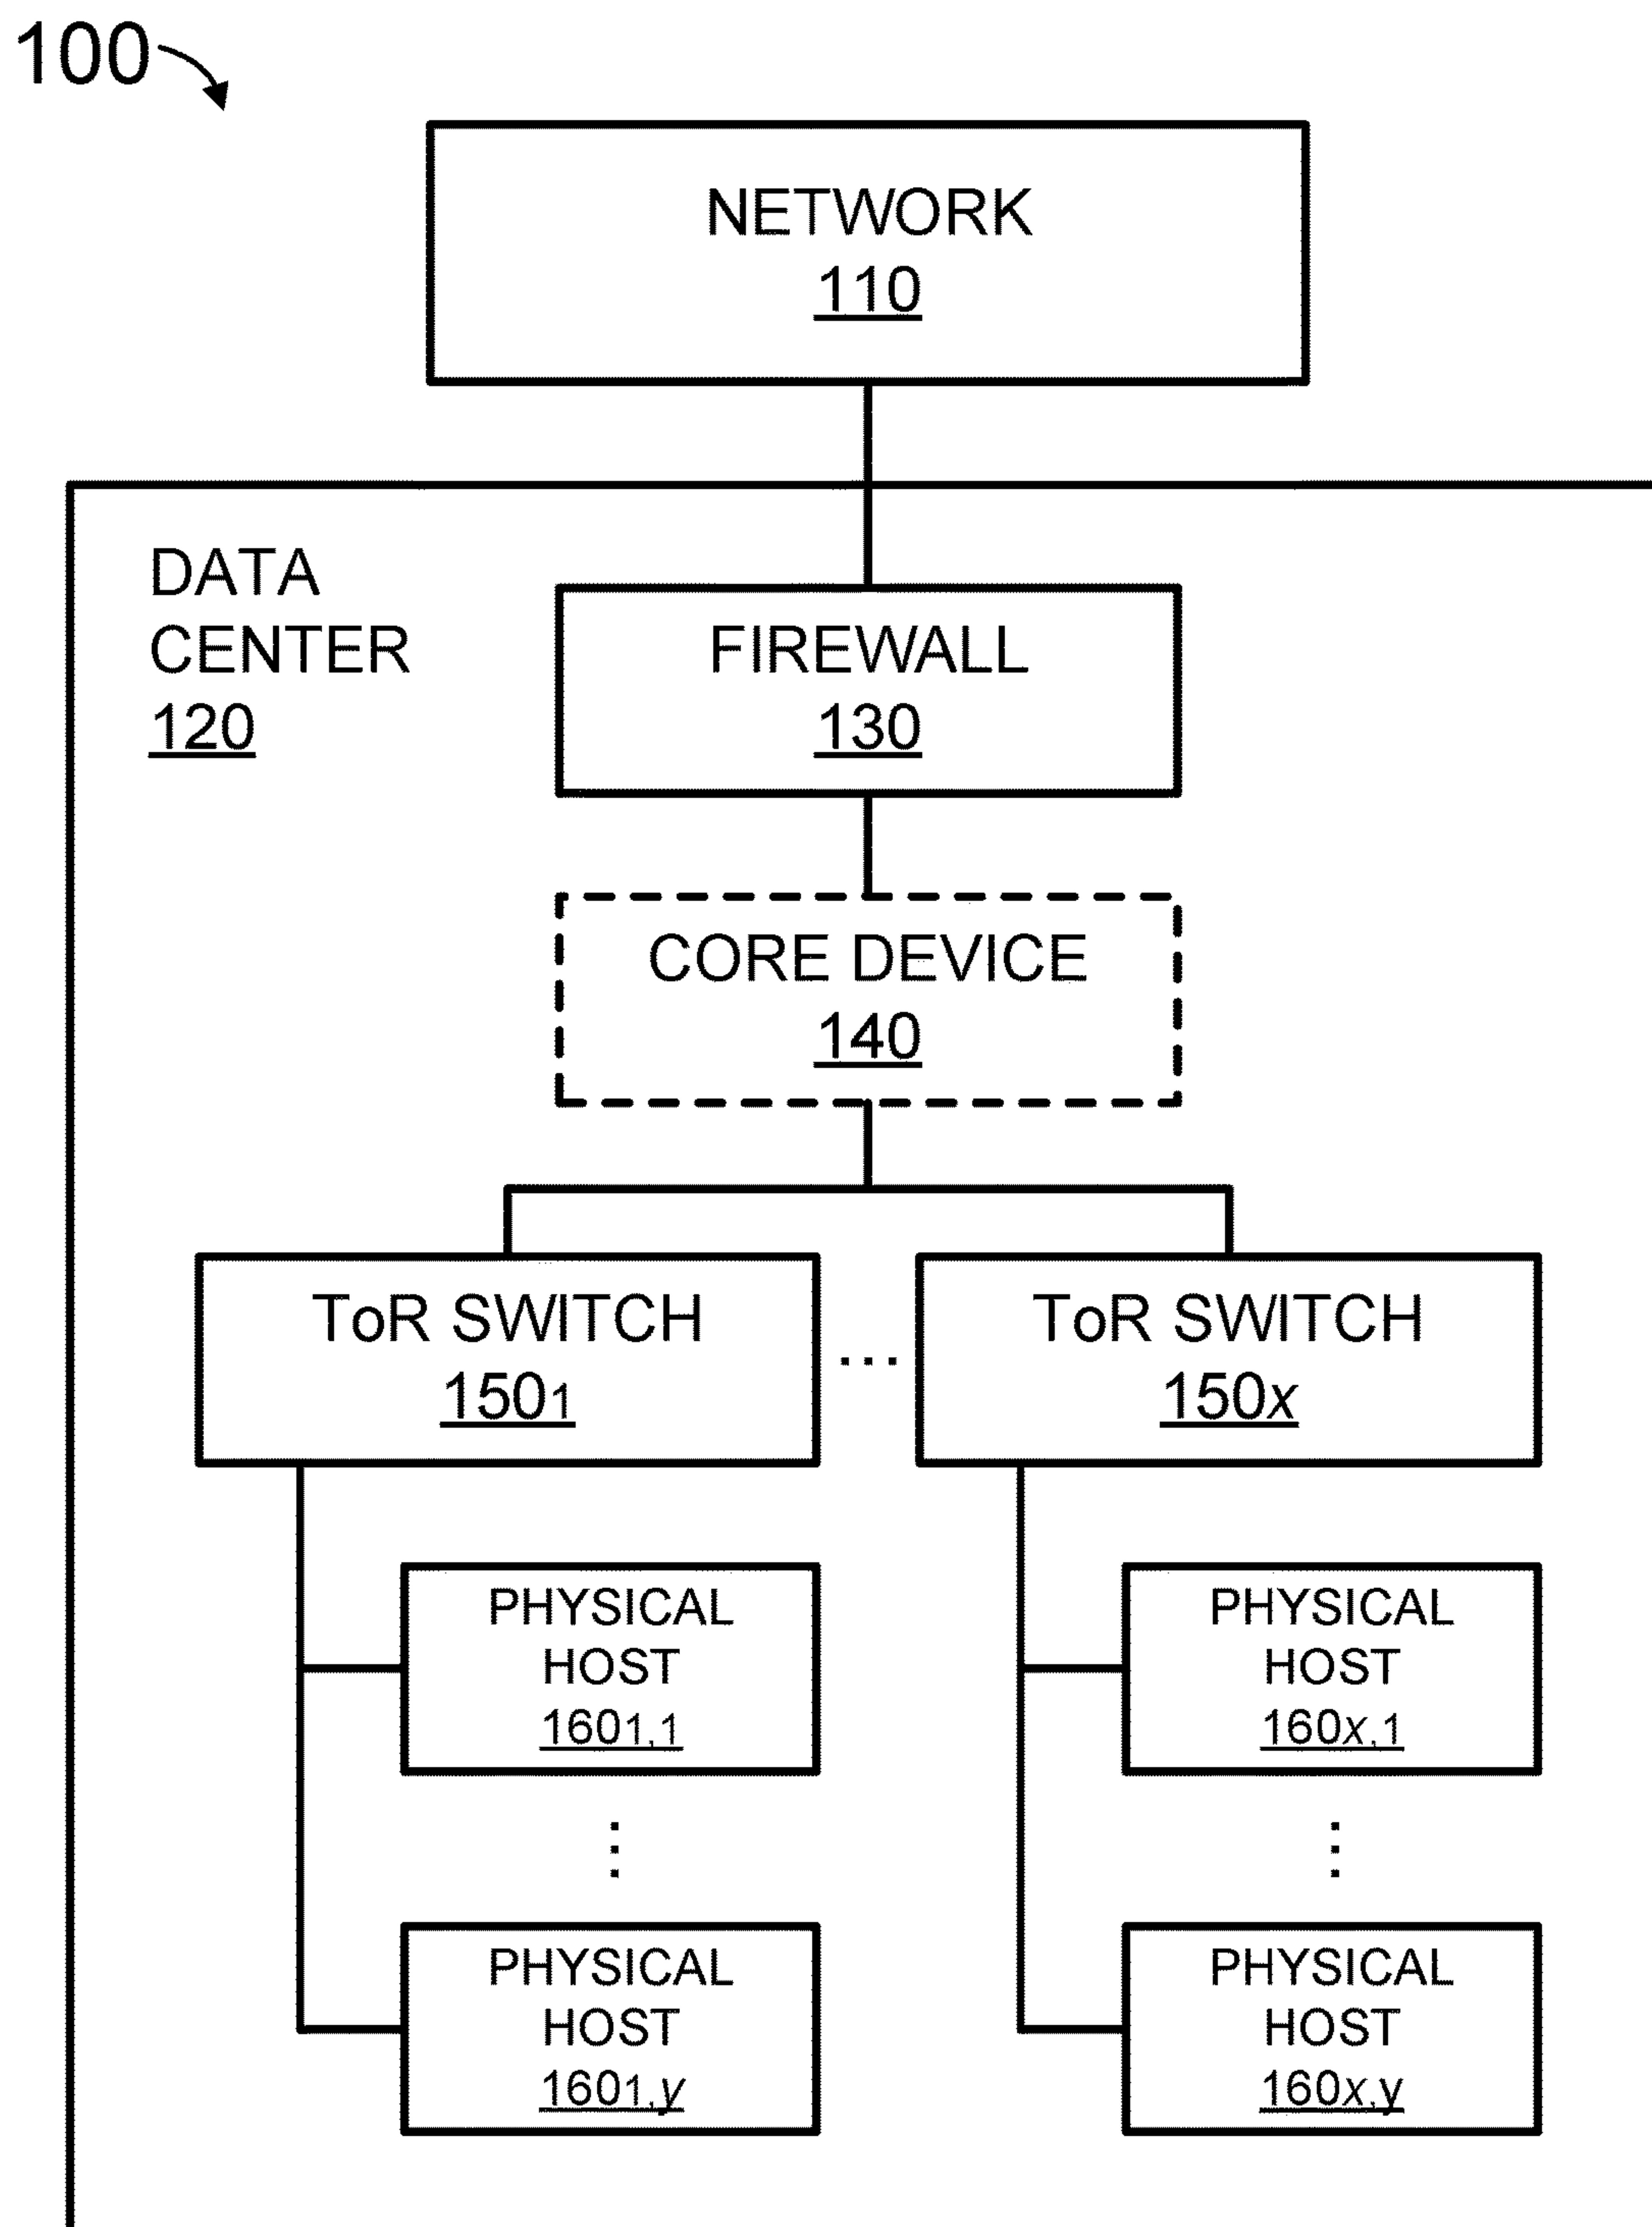 100
NETWORK
110
DATA
CENTER
120
FIREWALL
130
CORE DEVICE
140
ToR SWITCH
1501
...
ToR SWITCH
150x
PHYSICAL
HOST
1601,1
PHYSICAL
HOST
160x,1
PHYSICAL
HOST
1601,y
PHYSICAL
HOST
160x,y